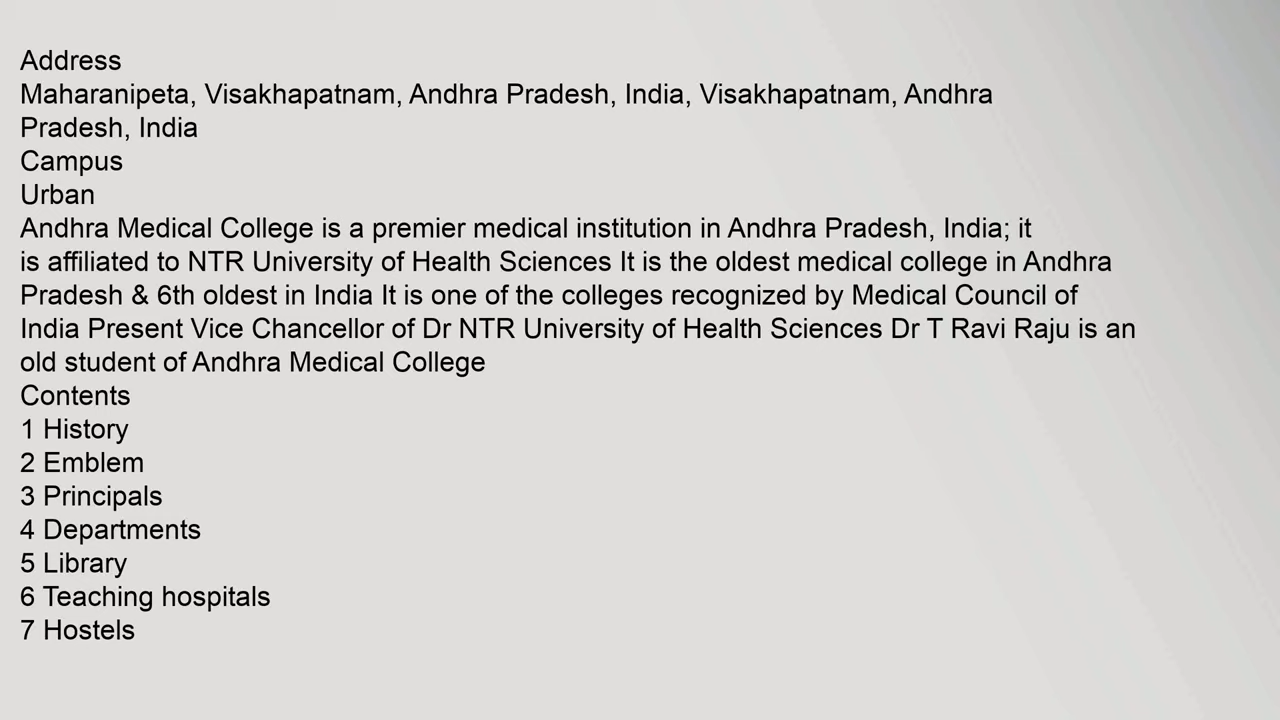 Address
Maharanipeta, Visakhapatnam, Andhra Pradesh, India, Visakhapatnam, Andhra
Pradesh, India
Campus
Urban
Andhra Medical College is a premier medical institution in Andhra Pradesh, India; it
is affiliated to NTR University of Health Sciences It is the oldest medical college in Andhra
Pradesh & 6th oldest in India It is one of the colleges recognized by Medical Council of
India Present Vice Chancellor of Dr NTR University of Health Sciences Dr T Ravi Raju is an
old student of Andhra Medical College
Contents
1 History
2 Emblem
3 Principals
4 Departments
5 Library
6 Teaching hospitals
7 Hostels